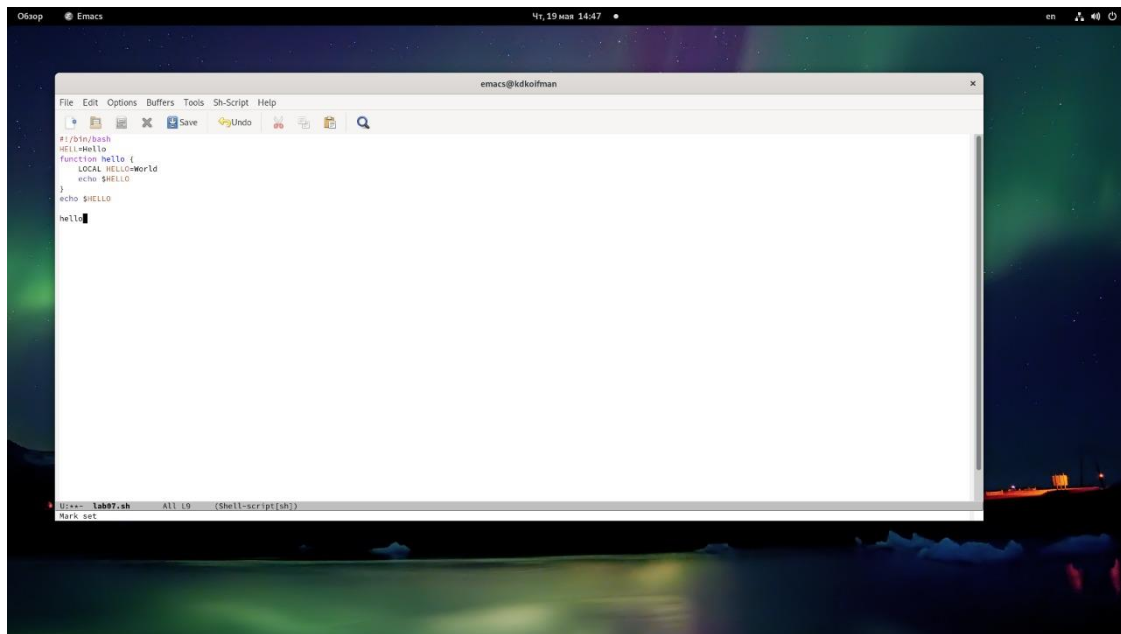 Обзор Emacs Чт, 19 мая 14:47 en
emacs@kdkoifman
File Edit Options Buffers Tools Sh-Script Help
Save Undo
#!/bin/bash
HELL=Hello
function hello {
    LOCAL HELLO=World
    echo $HELLO
}
echo $HELLO
hello
U:**- lab07.sh All L9 (Shell-script[sh])
Mark set